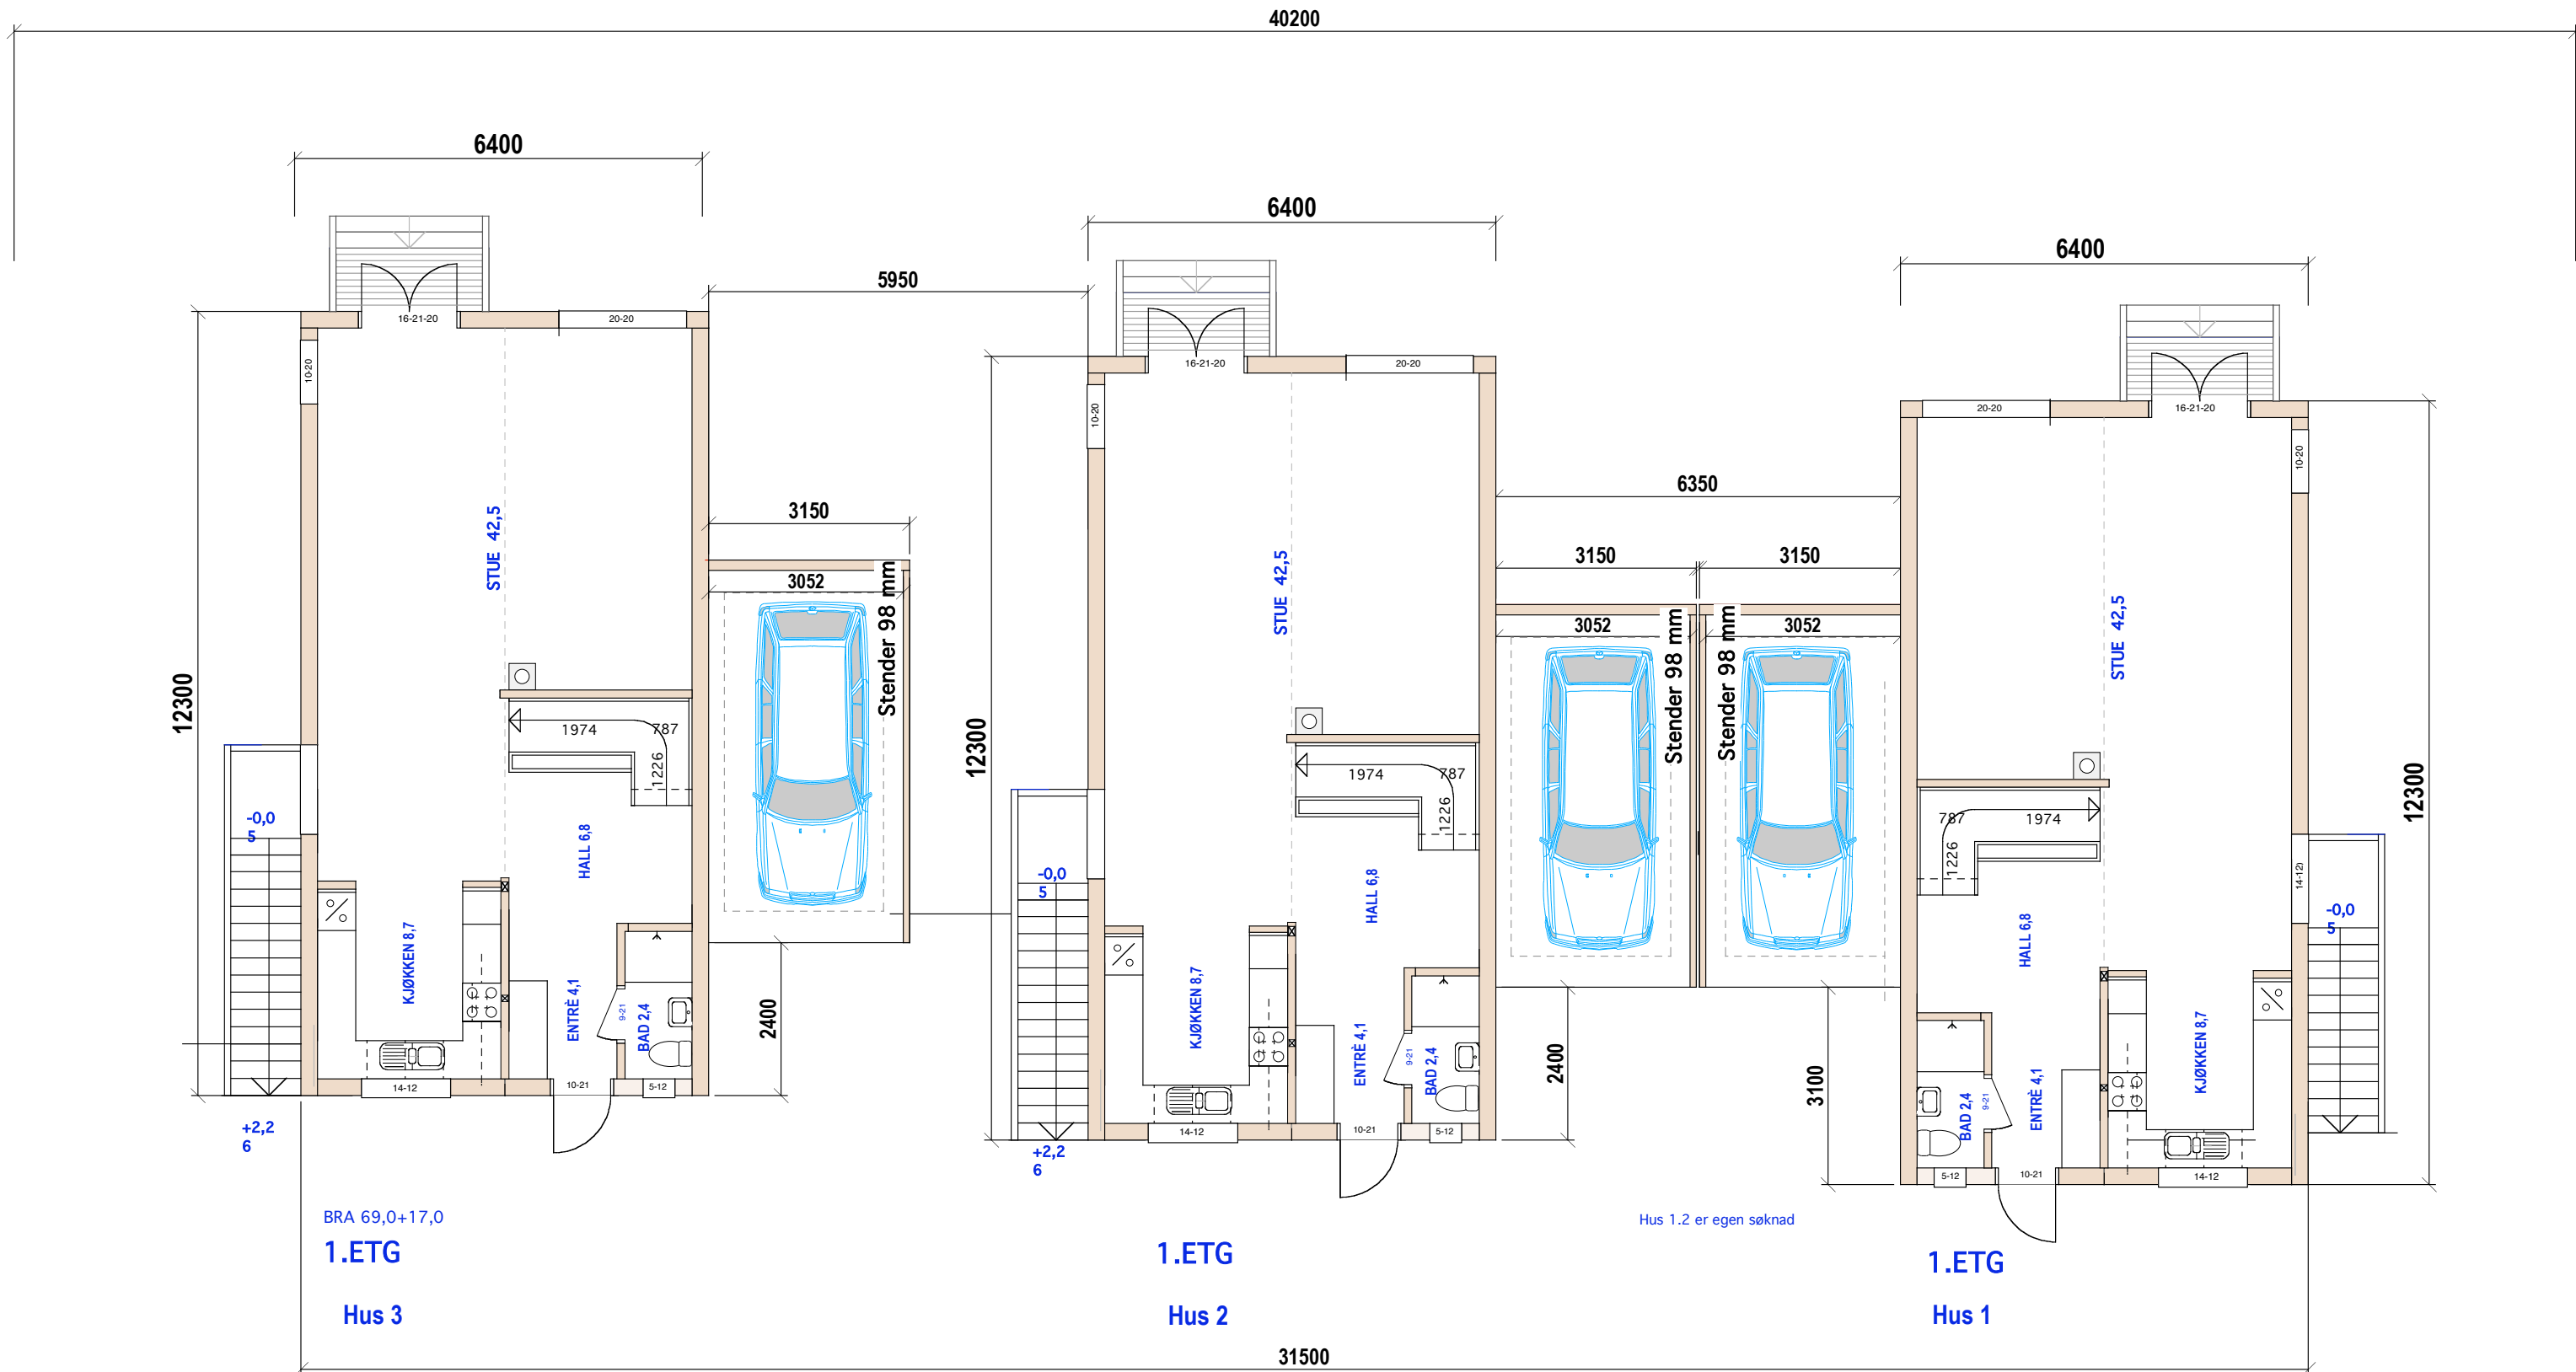 40200
6400
6400
6400
5950
16-21-20
20-20
10-20
16-21-20
20-20
10-20
20-20
16-21-20
10-20
STUE 42,5
3150
3052
Stender 98 mm
12300
1974
787
1226
-0,0
5
HALL 6,8
KJØKKEN 8,7
ENTRÈ 4,1
9-21
BAD 2,4
2400
14-12
10-21
5-12
+2,2
6
STUE 42,5
6350
3150
3150
3052
3052
Stender 98 mm
Stender 98 mm
12300
1974
787
1226
-0,0
5
HALL 6,8
KJØKKEN 8,7
ENTRÈ 4,1
9-21
BAD 2,4
2400
14-12
10-21
5-12
+2,2
6
STUE 42,5
12300
787
1974
1226
14-12)
-0,0
5
HALL 6,8
KJØKKEN 8,7
ENTRÈ 4,1
9-21
BAD 2,4
3100
5-12
10-21
14-12
BRA 69,0+17,0
1.ETG
Hus 3
1.ETG
Hus 2
Hus 1.2 er egen søknad
1.ETG
Hus 1
31500